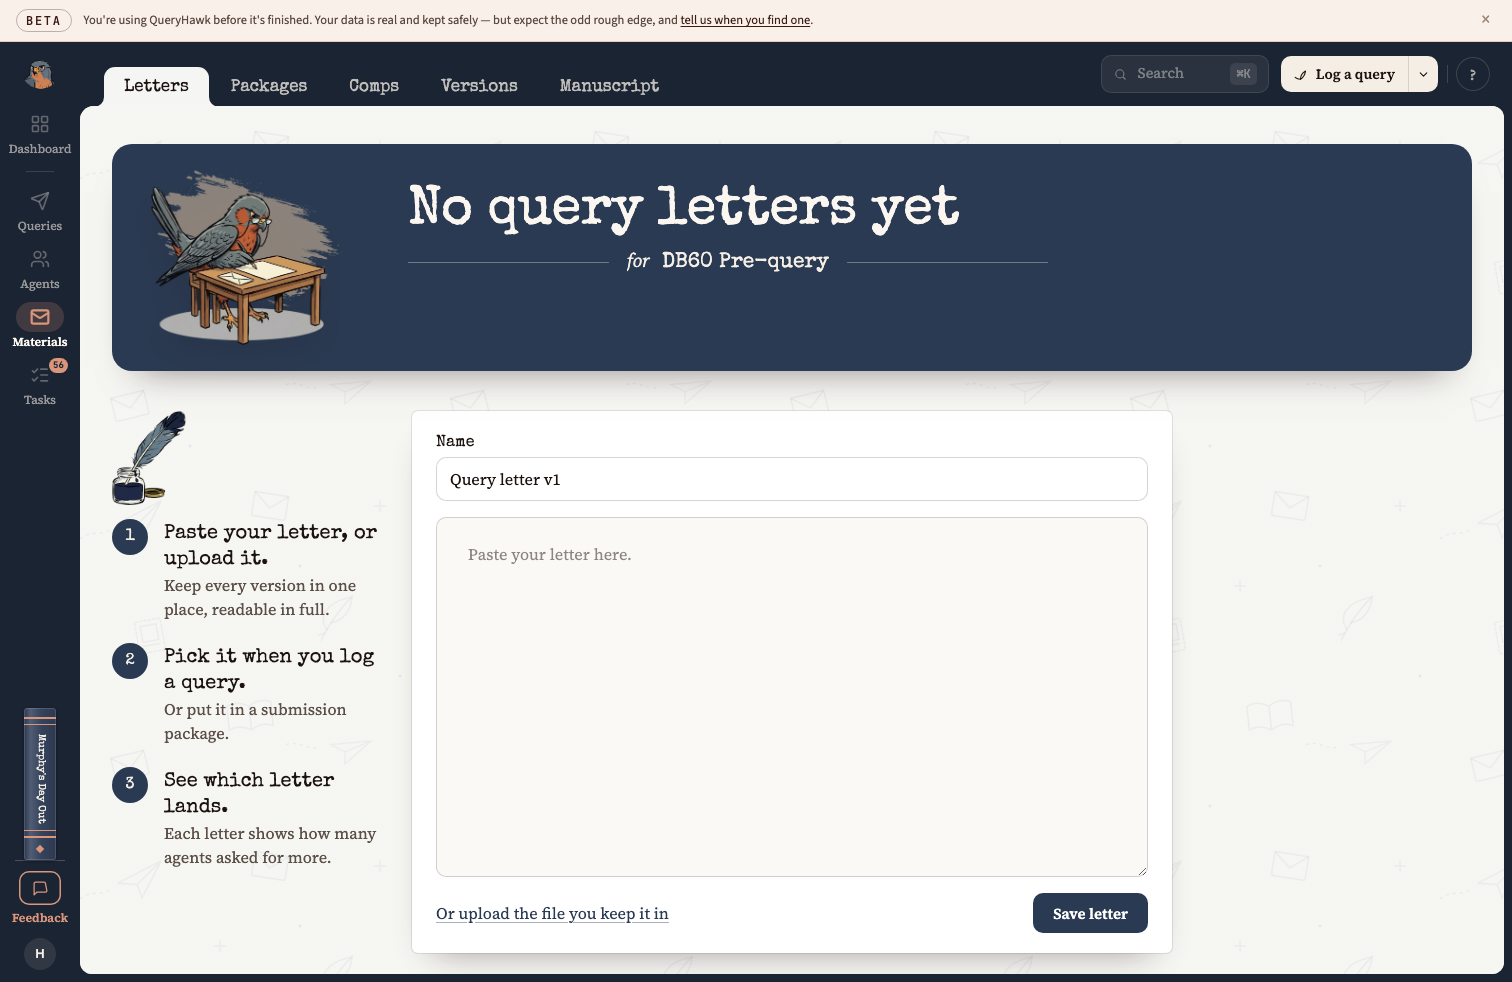 BETA
You're using QueryHawk before it's finished. Your data is real and kept safely — but expect the odd rough edge, and tell us when you find one.
×
Letters
Packages
Comps
Versions
Manuscript
Search
⌘K
Log a query
?
Dashboard
Queries
Agents
Materials
56
Tasks
Murphy's Day Out
Feedback
H
No query letters yet
for DB60 Pre-query
1
Paste your letter, or
upload it.
Keep every version in one
place, readable in full.
2
Pick it when you log
a query.
Or put it in a submission
package.
3
See which letter
lands.
Each letter shows how many
agents asked for more.
Name
Query letter v1
Paste your letter here.
Or upload the file you keep it in
Save letter